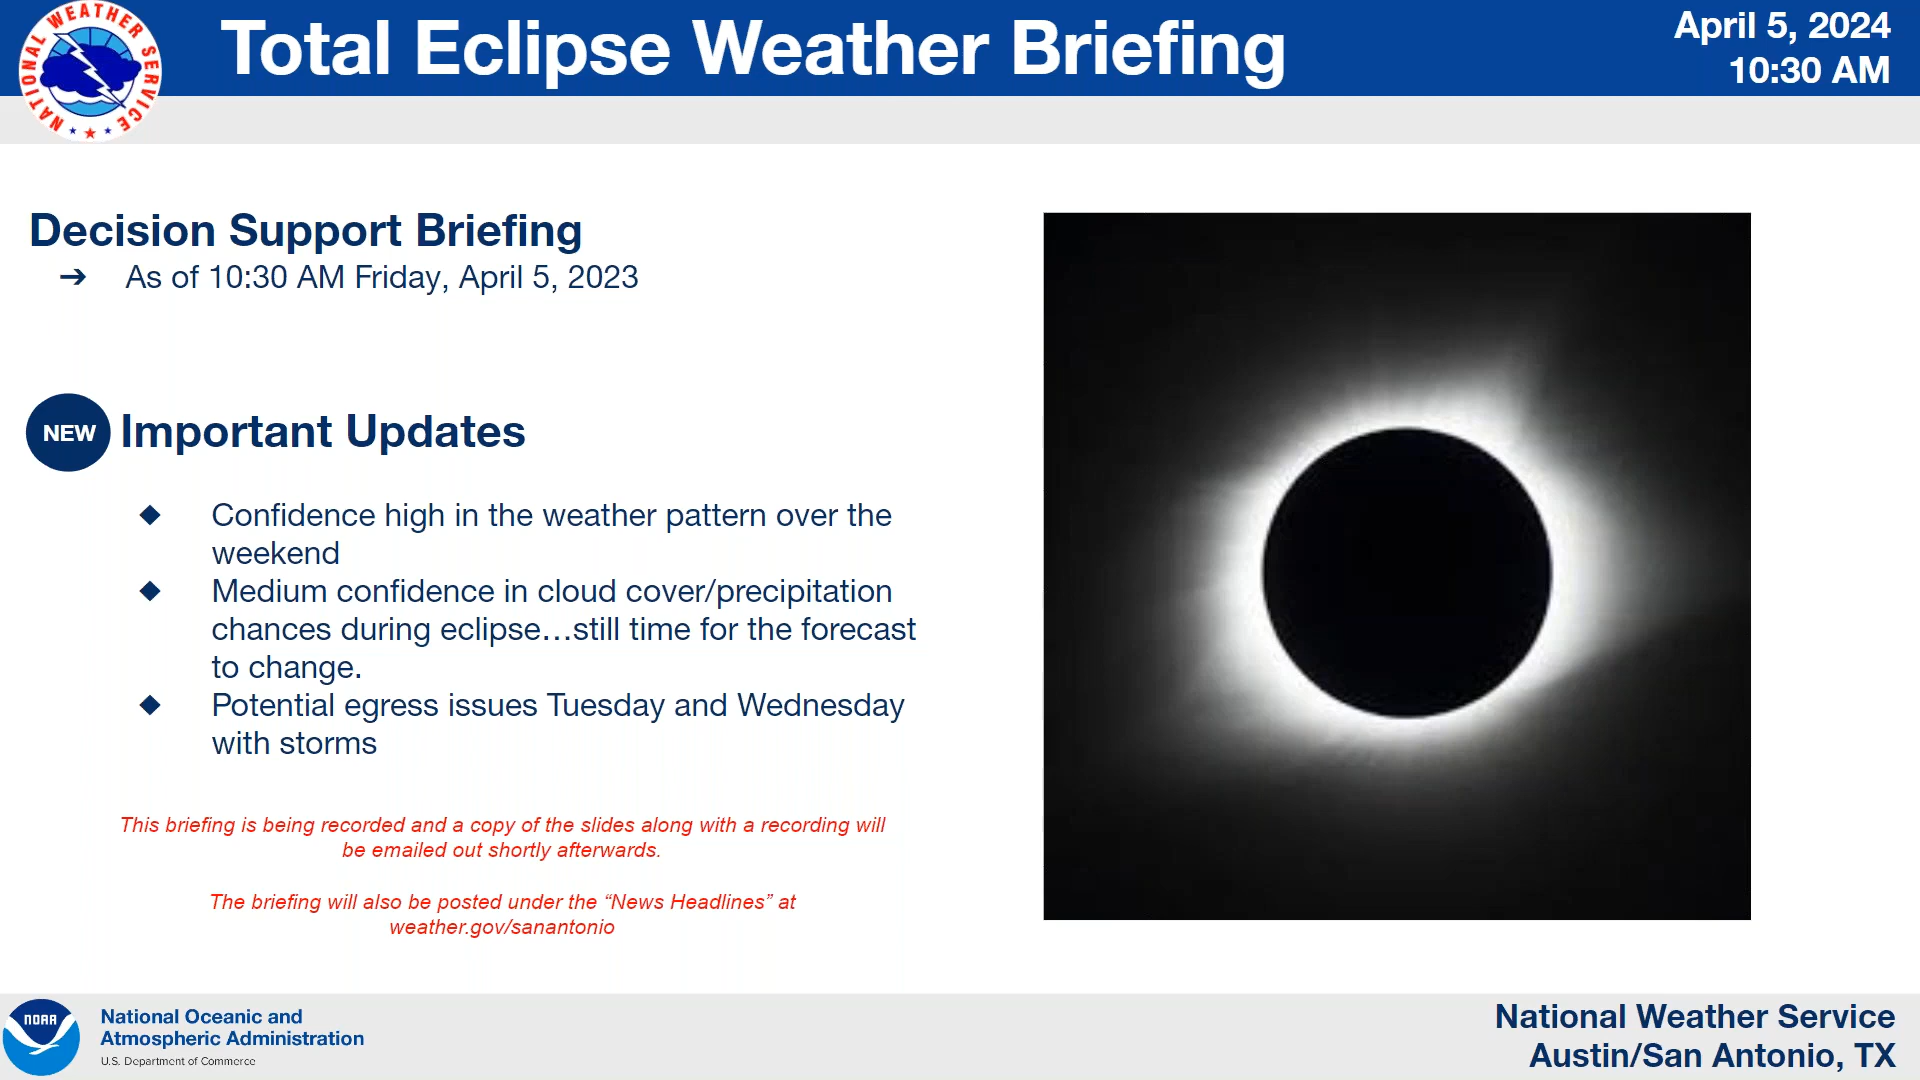 NATIONAL WEATHER SERVICE
Total Eclipse Weather Briefing
April 5, 2024
10:30 AM
Decision Support Briefing
➔ As of 10:30 AM Friday, April 5, 2023
NEW Important Updates
◆ Confidence high in the weather pattern over the
weekend
◆ Medium confidence in cloud cover/precipitation
chances during eclipse…still time for the forecast
to change.
◆ Potential egress issues Tuesday and Wednesday
with storms
This briefing is being recorded and a copy of the slides along with a recording will
be emailed out shortly afterwards.
The briefing will also be posted under the “News Headlines” at
weather.gov/sanantonio
NOAA
National Oceanic and
Atmospheric Administration
U.S. Department of Commerce
National Weather Service
Austin/San Antonio, TX